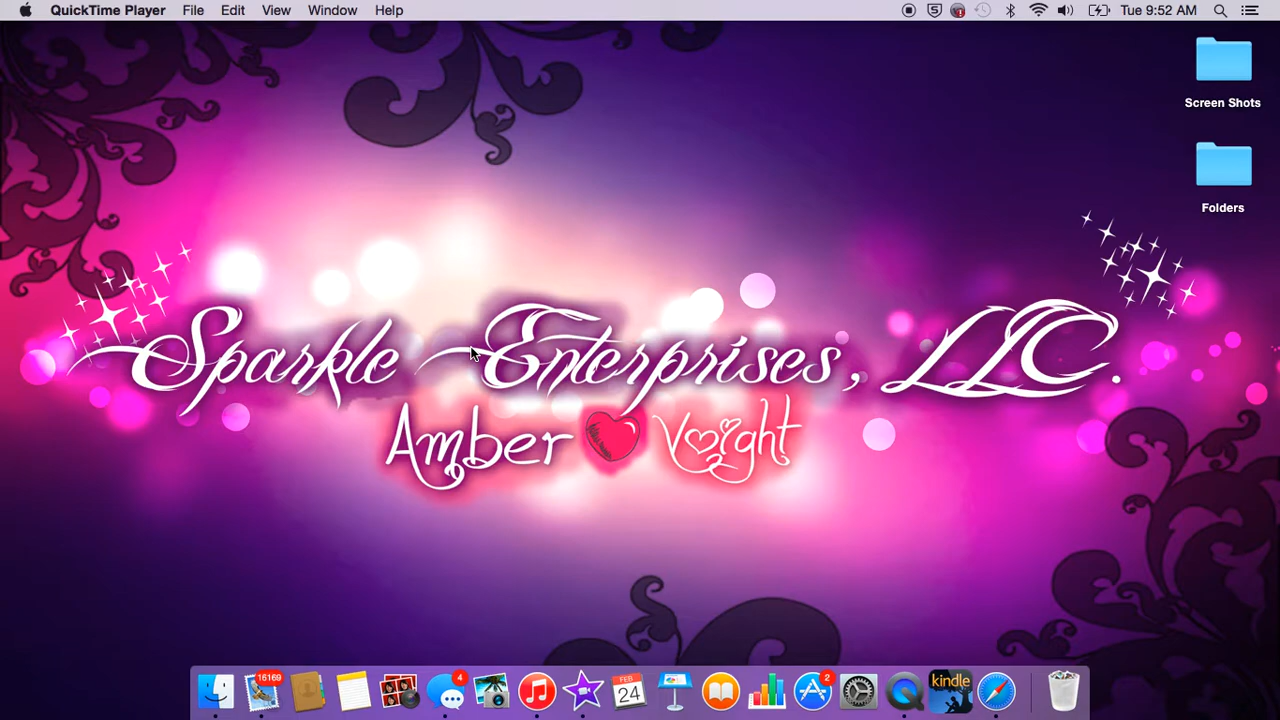 QuickTime Player File Edit View Window Help Tue 9:52 AM
Screen Shots
Folders
Sparkle Enterprises, LLC.
Amber Voight
16169
4
FEB
24
2
kindle